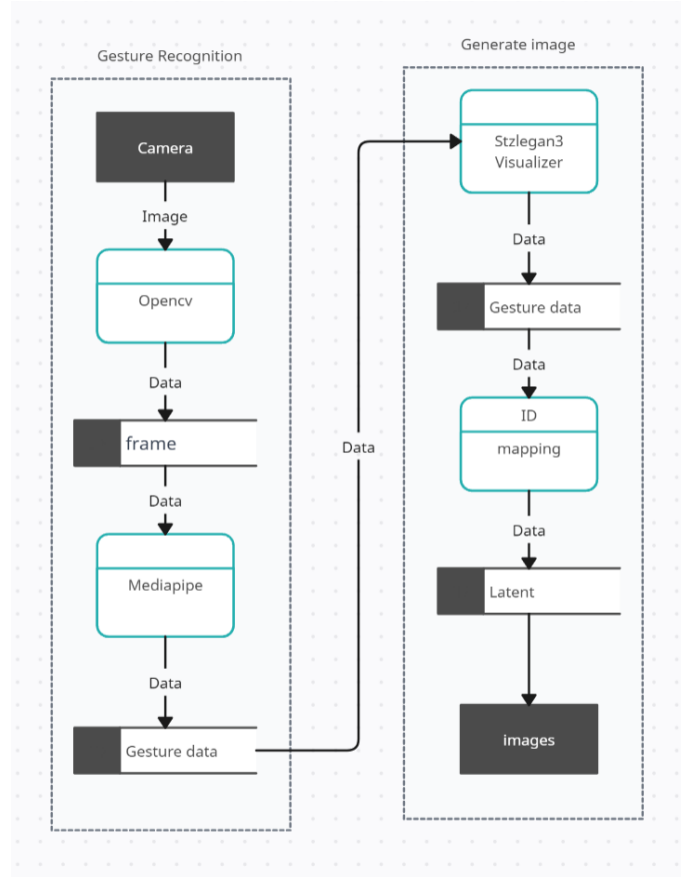 Gesture Recognition
Camera
Image
Opencv
Data
frame
Data
Mediapipe
Data
Gesture data
Data
Generate image
Stzlegan3
Visualizer
Data
Gesture data
Data
ID
mapping
Data
Latent
images